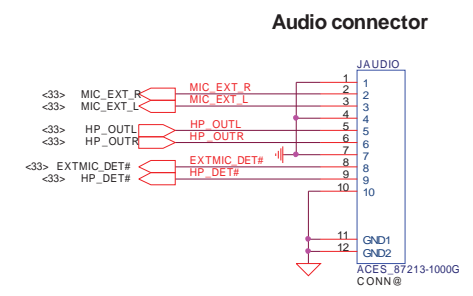 Audio connector
JAUDIO
1 1
<33> MIC_EXT_R MIC_EXT_R 2 2
<33> MIC_EXT_L MIC_EXT_L 3 3
4 4
<33> HP_OUTL HP_OUTL 5 5
<33> HP_OUTR HP_OUTR 6 6
7 7
<33> EXTMIC_DET# EXTMIC_DET# 8 8
<33> HP_DET# HP_DET# 9 9
10 10
11 GND1
12 GND2
ACES_87213-1000G
CONN@